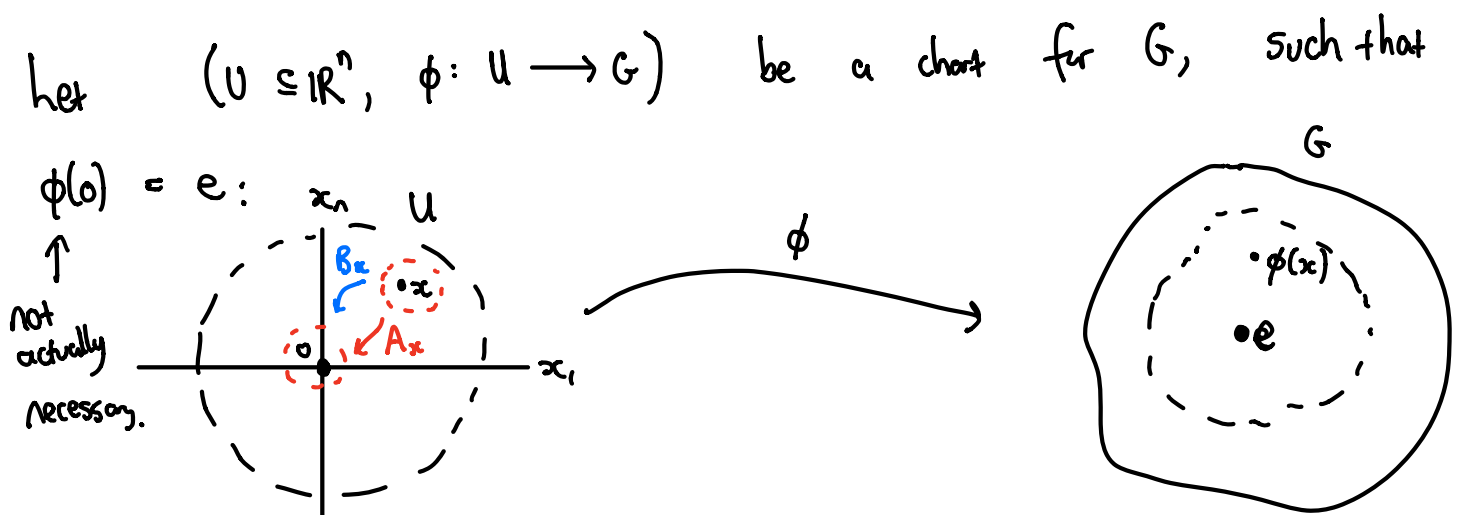 Let (U ⊆ ℝⁿ, ϕ: U ⟶ G) be a chart for G, such that
ϕ(0) = e:
↑
not
actually
necessary.
xₙ
U
Bₓ
x
Aₓ
0
x₁
ϕ
G
ϕ(x)
e